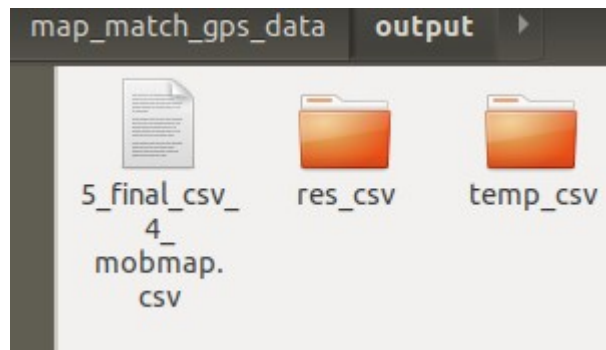 map_match_gps_data output
5_final_csv_ res_csv temp_csv
4_
mobmap.
csv